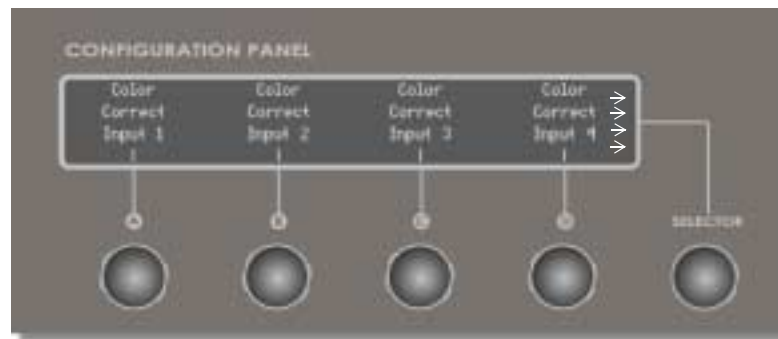 CONFIGURATION PANEL
Color Color Color Color
Correct Correct Correct Correct
Input 1 Input 2 Input 3 Input 4
SELECTOR